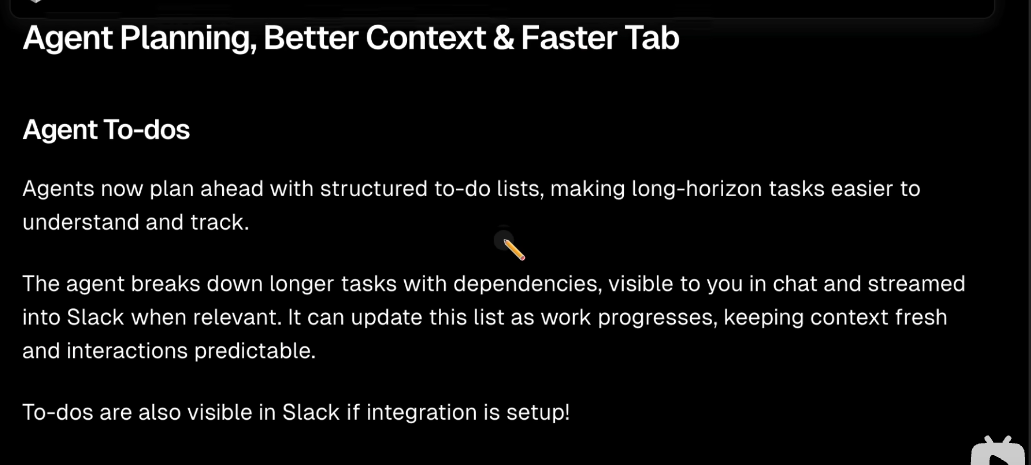 Agent Planning, Better Context & Faster Tab
Agent To-dos
Agents now plan ahead with structured to-do lists, making long-horizon tasks easier to
understand and track.
The agent breaks down longer tasks with dependencies, visible to you in chat and streamed
into Slack when relevant. It can update this list as work progresses, keeping context fresh
and interactions predictable.
To-dos are also visible in Slack if integration is setup!